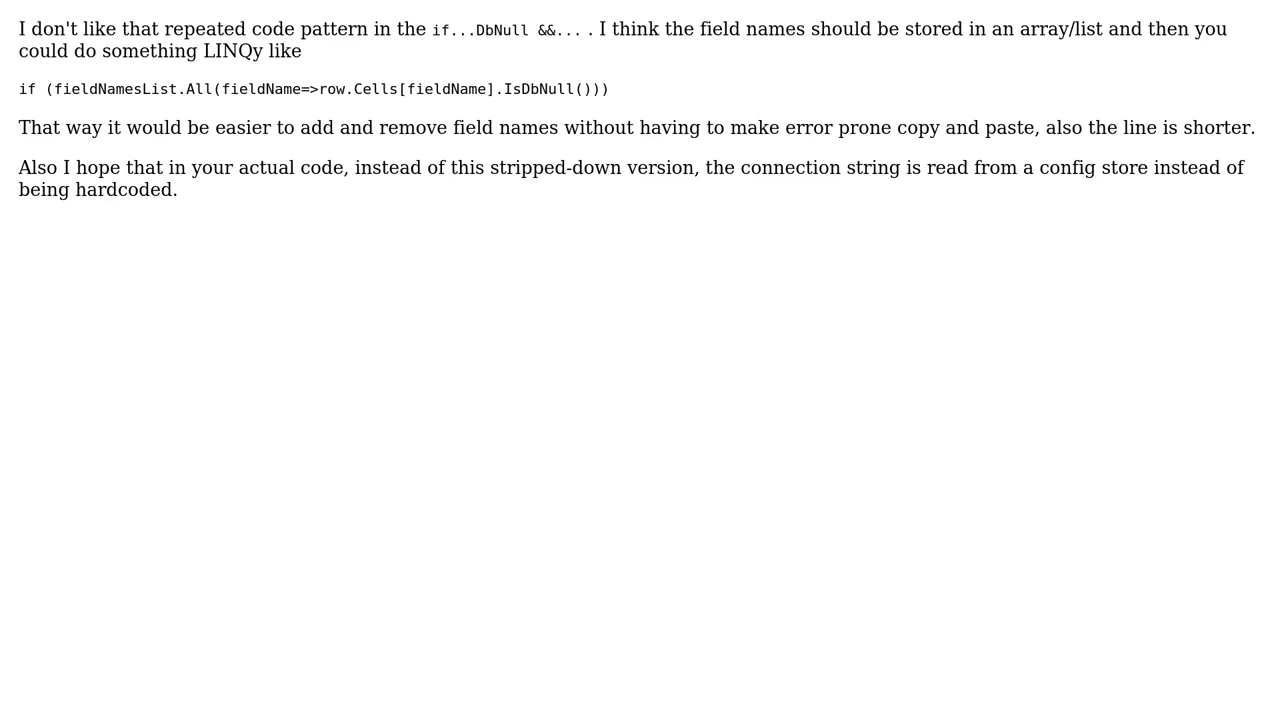 I don't like that repeated code pattern in the if...DbNull &&... . I think the field names should be stored in an array/list and then you
could do something LINQy like
if (fieldNamesList.All(fieldName=>row.Cells[fieldName].IsDbNull()))
That way it would be easier to add and remove field names without having to make error prone copy and paste, also the line is shorter.
Also I hope that in your actual code, instead of this stripped-down version, the connection string is read from a config store instead of
being hardcoded.